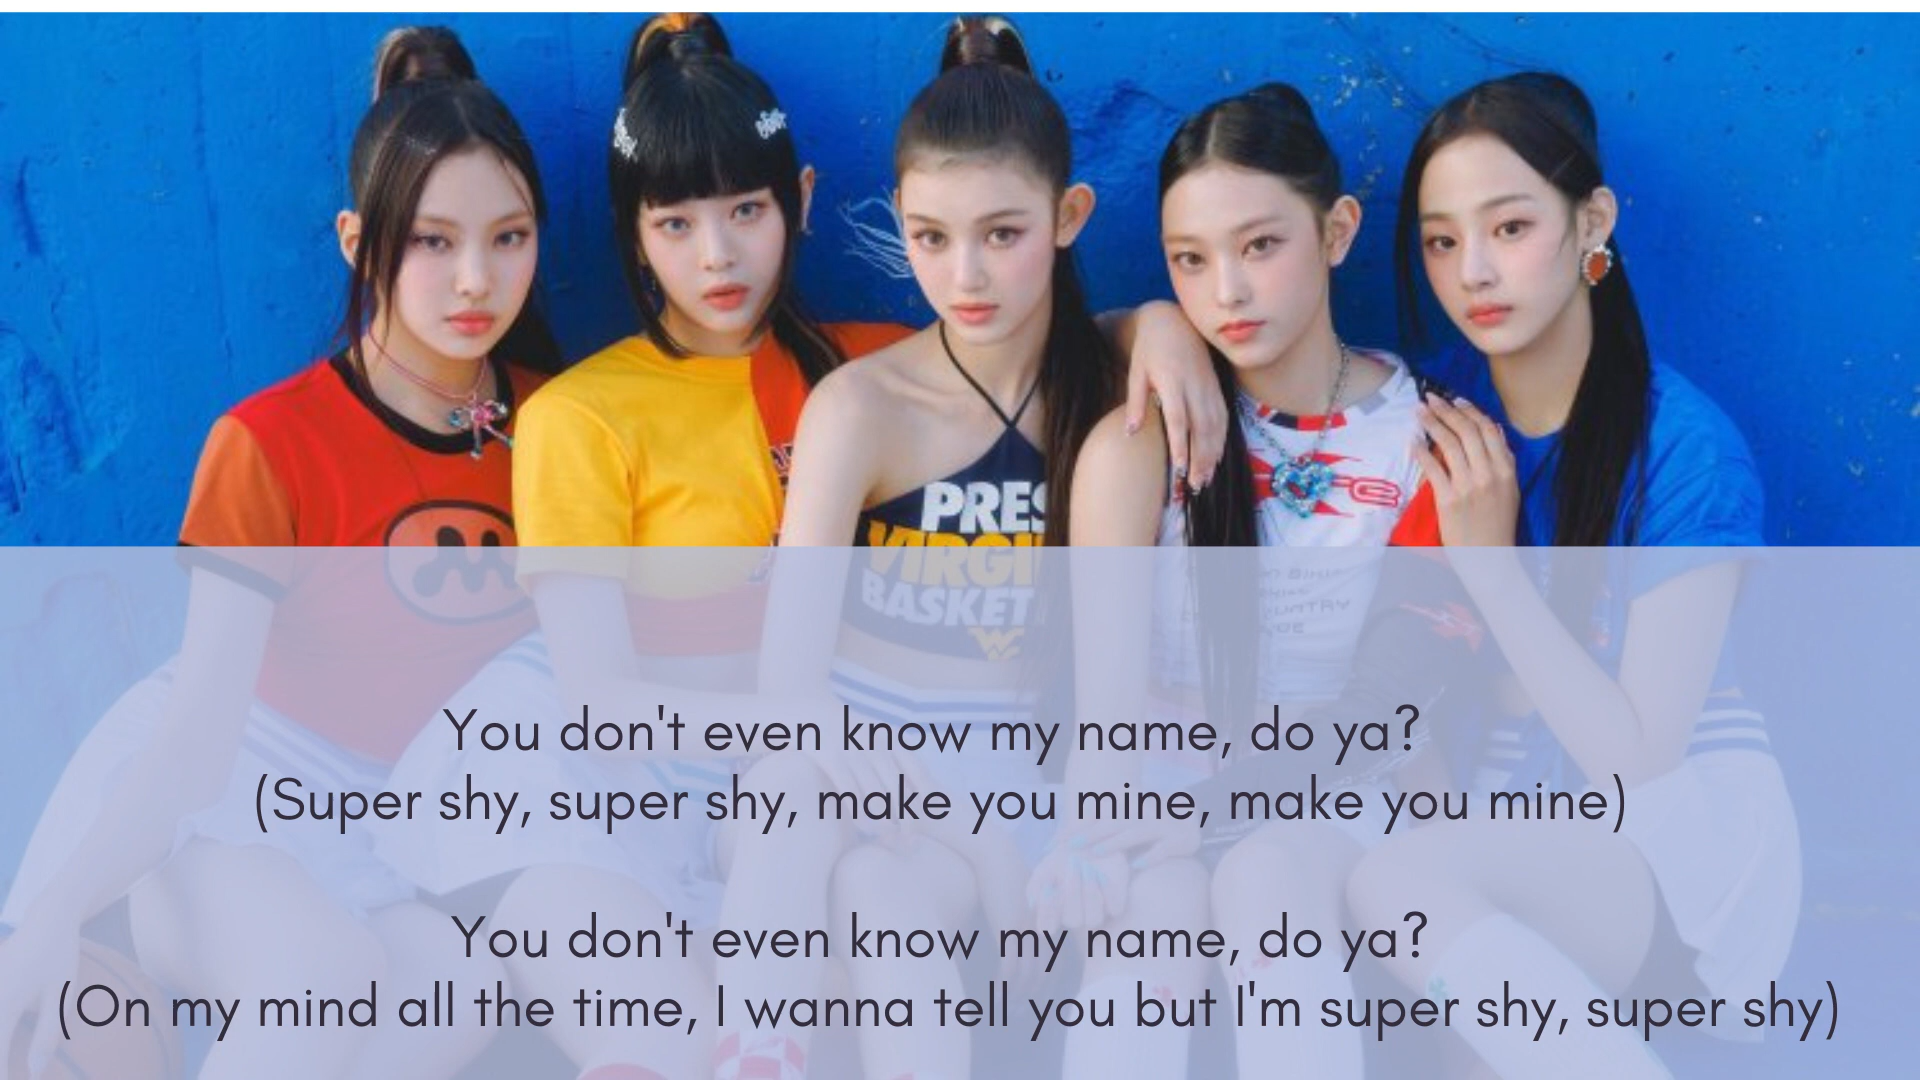 PRES
VIRGI
BASKET
You don't even know my name, do ya?
(Super shy, super shy, make you mine, make you mine)
You don't even know my name, do ya?
(On my mind all the time, I wanna tell you but I'm super shy, super shy)